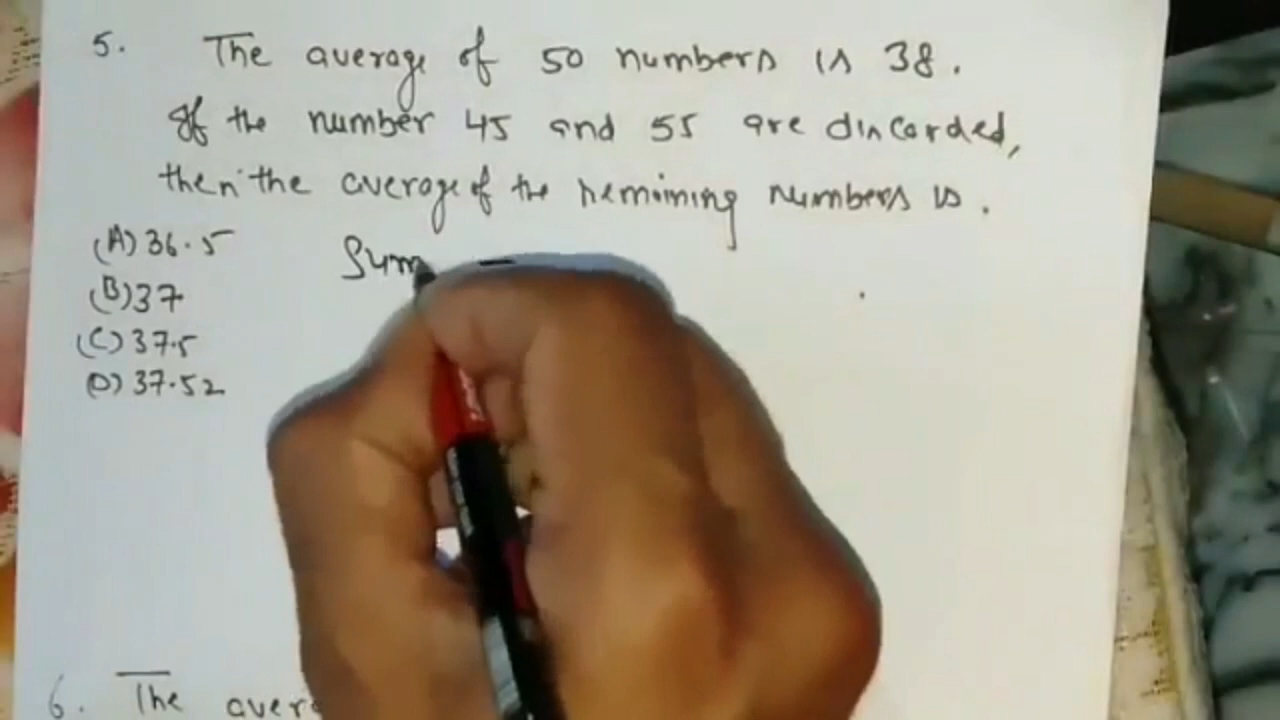 5. The average of 50 numbers is 38.
If the number 45 and 55 are discarded,
then the average of the remaining numbers is.
(A) 36.5
Sum
(B) 37
(C) 37.5
(D) 37.52
6. The